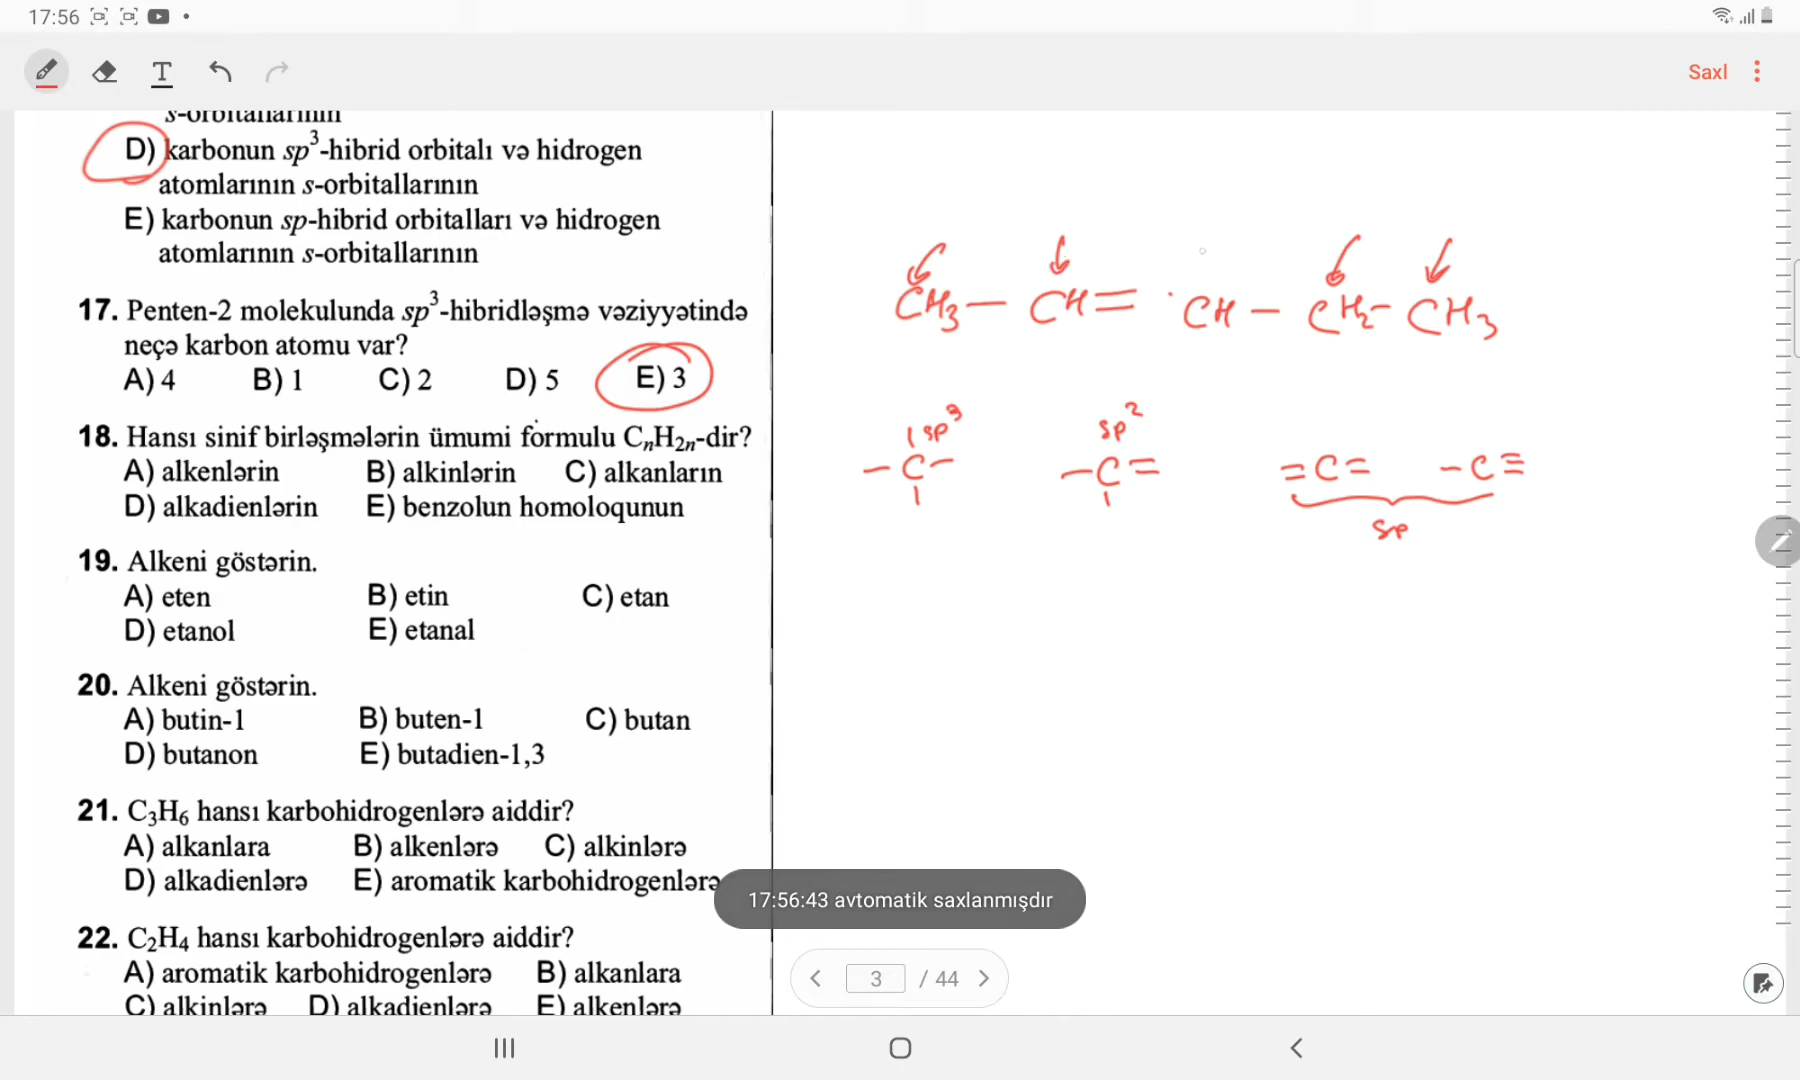 17:56
Saxl
s-orbitallarının
D) karbonun sp³-hibrid orbitalı və hidrogen
atomlarının s-orbitallarının
E) karbonun sp-hibrid orbitalları və hidrogen
atomlarının s-orbitallarının
17. Penten-2 molekulunda sp³-hibridləşmə vəziyyətində
neçə karbon atomu var?
A) 4 B) 1 C) 2 D) 5 E) 3
18. Hansı sinif birləşmələrin ümumi formulu CₙH₂ₙ-dir?
A) alkenlərin B) alkinlərin C) alkanların
D) alkadienlərin E) benzolun homoloqunun
19. Alkeni göstərin.
A) eten B) etin C) etan
D) etanol E) etanal
20. Alkeni göstərin.
A) butin-1 B) buten-1 C) butan
D) butanon E) butadien-1,3
21. C₃H₆ hansı karbohidrogenlərə aiddir?
A) alkanlara B) alkenlərə C) alkinlərə
D) alkadienlərə E) aromatik karbohidrogenlərə
22. C₂H₄ hansı karbohidrogenlərə aiddir?
A) aromatik karbohidrogenlərə B) alkanlara
C) alkinlərə D) alkadienlərə E) alkenlərə
CH₃ — CH = CH — CH₂ - CH₃
sp³ sp²
- C - - C = = C = - C ≡
sp
17:56:43 avtomatik saxlanmışdır
3 / 44